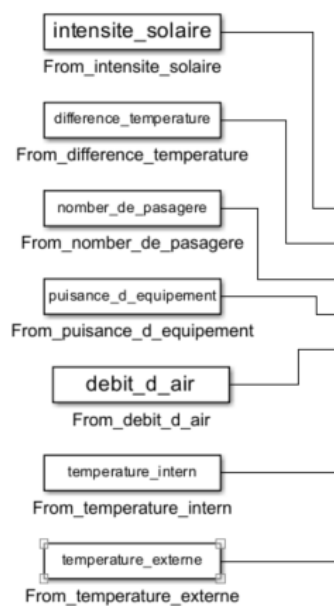 intensite_solaire
From_intensite_solaire
difference_temperature
From_difference_temperature
nomber_de_pasagere
From_nomber_de_pasagere
puisance_d_equipement
From_puisance_d_equipement
debit_d_air
From_debit_d_air
temperature_intern
From_temperature_intern
temperature_externe
From_temperature_externe